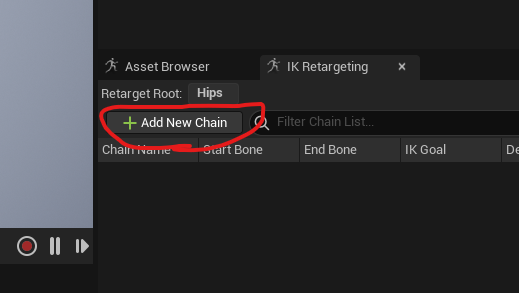 Asset Browser
IK Retargeting
Retarget Root: Hips
Add New Chain
Filter Chain List...
Chain Name
Start Bone
End Bone
IK Goal
De